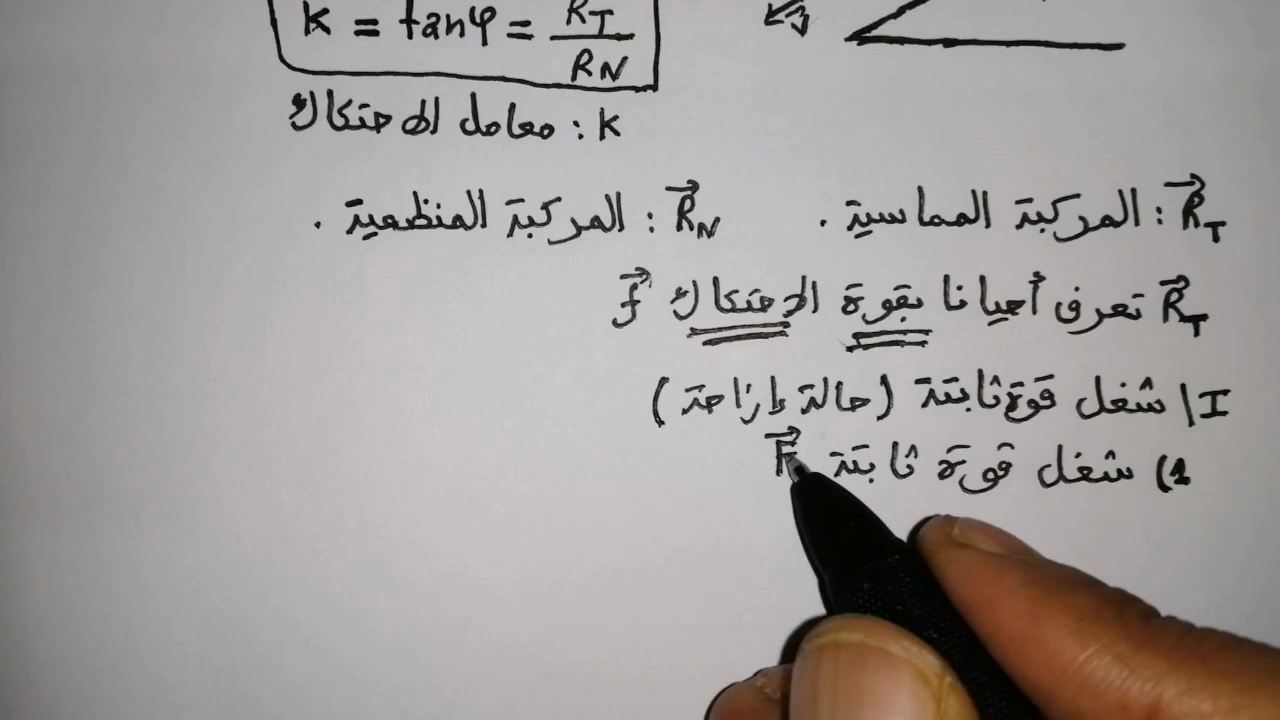 K = tanφ = R_T / R_N
K : معامل الاحتكاك
R⃗_T : المركبة المماسية . R⃗_N : المركبة المنظمية .
R⃗_T تعرف أحيانا بقوة الاحتكاك f⃗
I\ شغل قوة ثابتة (حالة إزاحة)
1) شغل قوة ثابتة F⃗